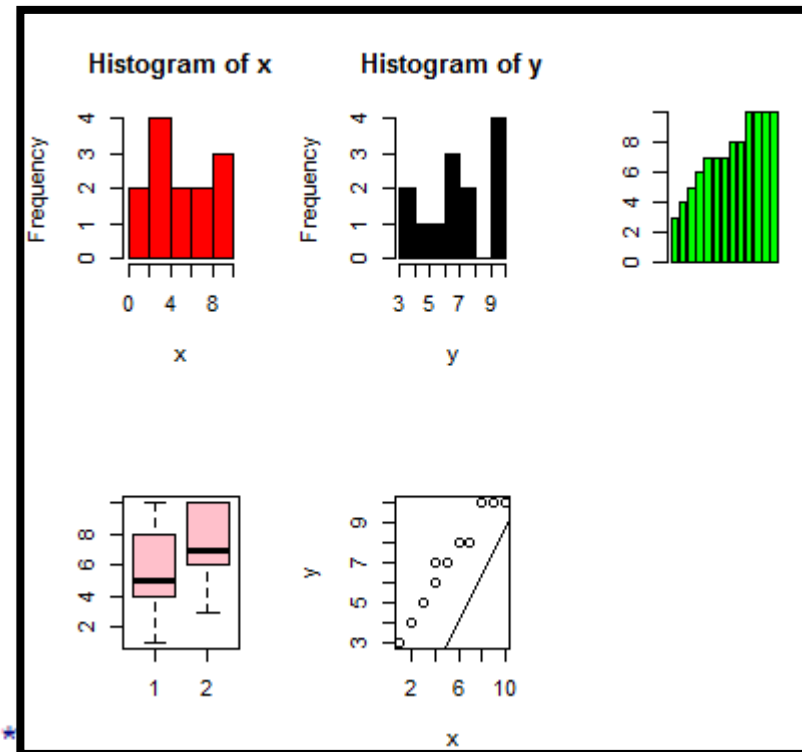 Histogram of x
Frequency
0 1 2 3 4
0 4 8
x
Histogram of y
Frequency
0 1 2 3 4
3 5 7 9
y
0 2 4 6 8
2 4 6 8
1 2
y
3 5 7 9
2 6 10
x
*